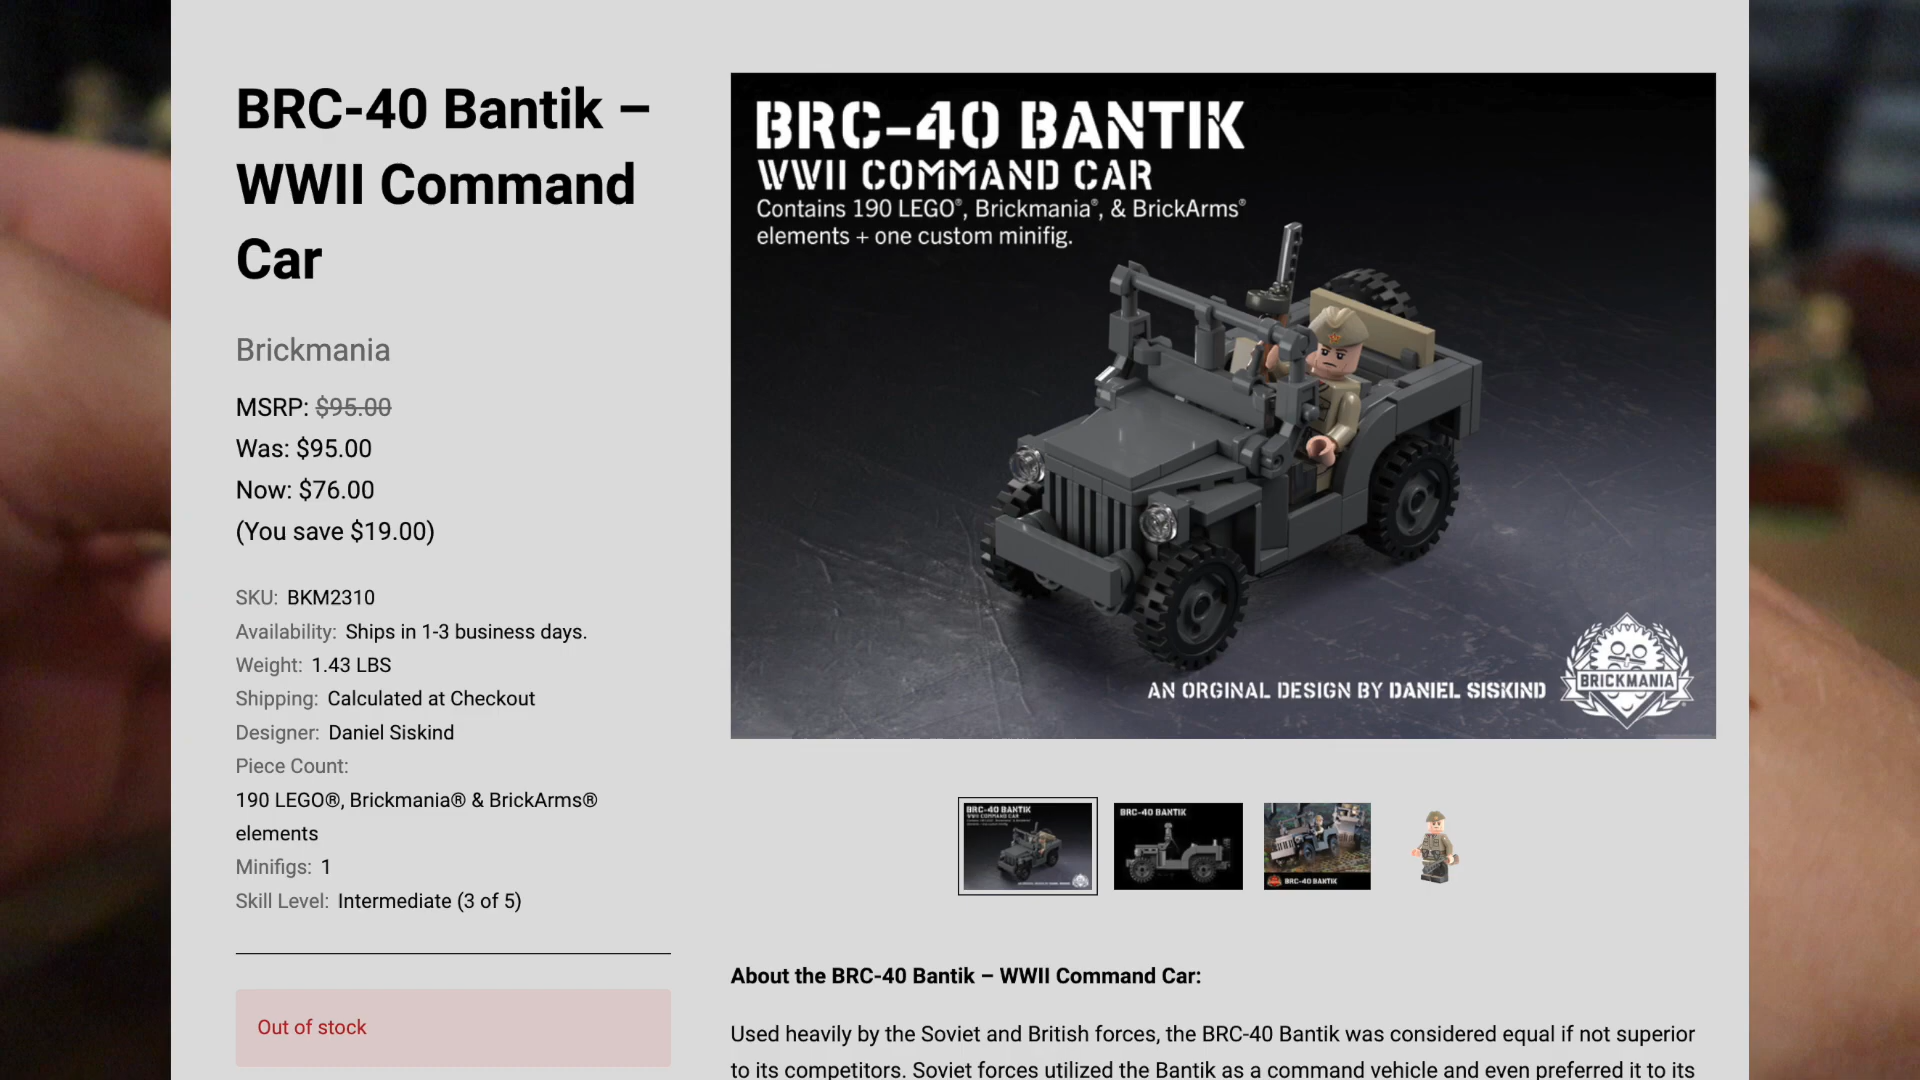 BRC-40 Bantik –
WWII Command
Car
Brickmania
MSRP: $95.00
Was: $95.00
Now: $76.00
(You save $19.00)
SKU: BKM2310
Availability: Ships in 1-3 business days.
Weight: 1.43 LBS
Shipping: Calculated at Checkout
Designer: Daniel Siskind
Piece Count:
190 LEGO®, Brickmania® & BrickArms®
elements
Minifigs: 1
Skill Level: Intermediate (3 of 5)
Out of stock
BRC-40 BANTIK
WWII COMMAND CAR
Contains 190 LEGO®, Brickmania®, & BrickArms®
elements + one custom minifig.
AN ORGINAL DESIGN BY DANIEL SISKIND
BRICKMANIA
BRC-40 BANTIK
WWII COMMAND CAR
BRC-40 BANTIK
BRC-40 BANTIK
About the BRC-40 Bantik – WWII Command Car:
Used heavily by the Soviet and British forces, the BRC-40 Bantik was considered equal if not superior
to its competitors. Soviet forces utilized the Bantik as a command vehicle and even preferred it to its